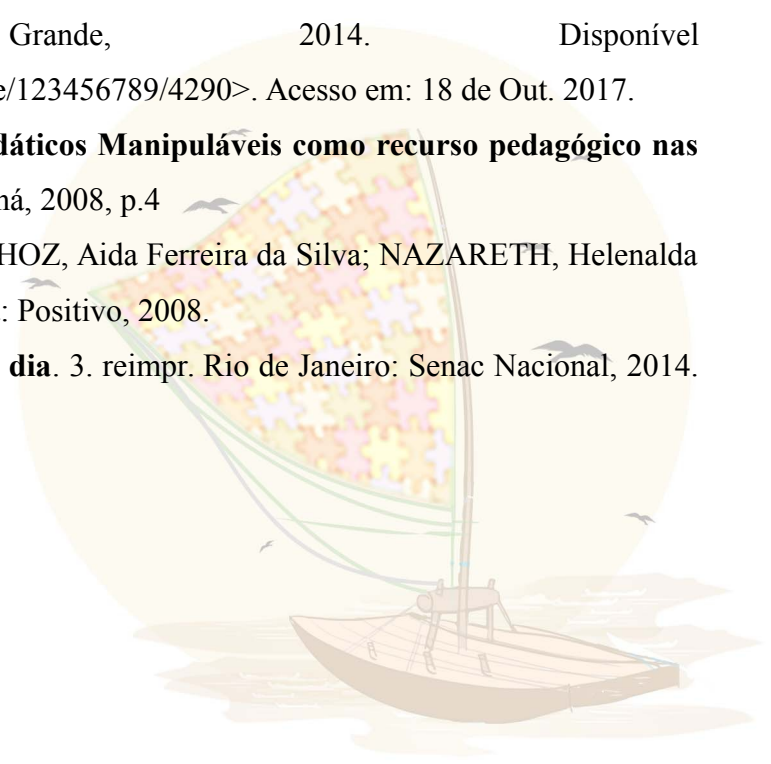 Grande, 2014. Disponível
e/123456789/4290>. Acesso em: 18 de Out. 2017.
dáticos Manipuláveis como recurso pedagógico nas
ná, 2008, p.4
HOZ, Aida Ferreira da Silva; NAZARETH, Helenalda
: Positivo, 2008.
dia. 3. reimpr. Rio de Janeiro: Senac Nacional, 2014.